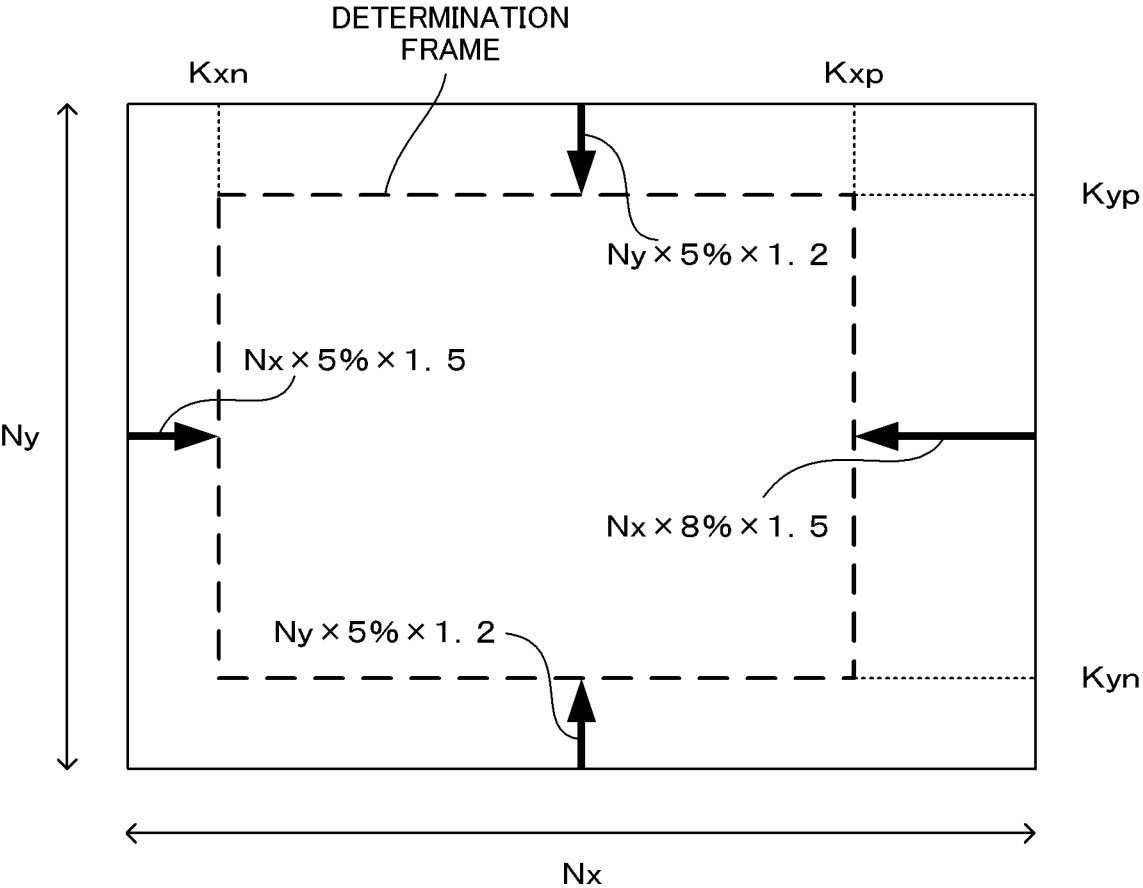 DETERMINATION
FRAME
Kxn
Kxp
Kyp
Ny×5%×1. 2
Nx×5%×1. 5
Ny
Nx×8%×1. 5
Ny×5%×1. 2
Kyn
Nx